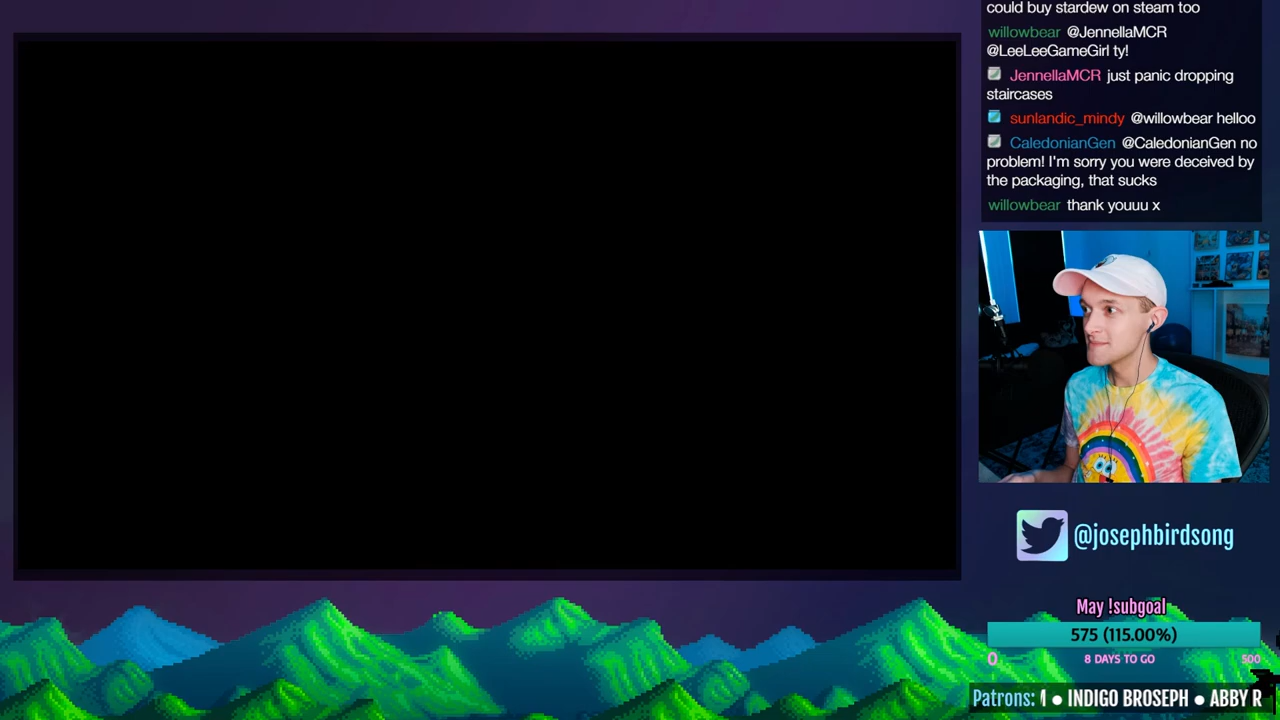 could buy stardew on steam too
willowbear @JennellaMCR
@LeeLeeGameGirl ty!
JennellaMCR just panic dropping
staircases
sunlandic_mindy @willowbear helloo
CaledonianGen @CaledonianGen no
problem! I'm sorry you were deceived by
the packaging, that sucks
willowbear thank youuu x
@josephbirdsong
May !subgoal
575 (115.00%)
0 8 DAYS TO GO 500
Patrons: ● INDIGO BROSEPH ● ABBY R